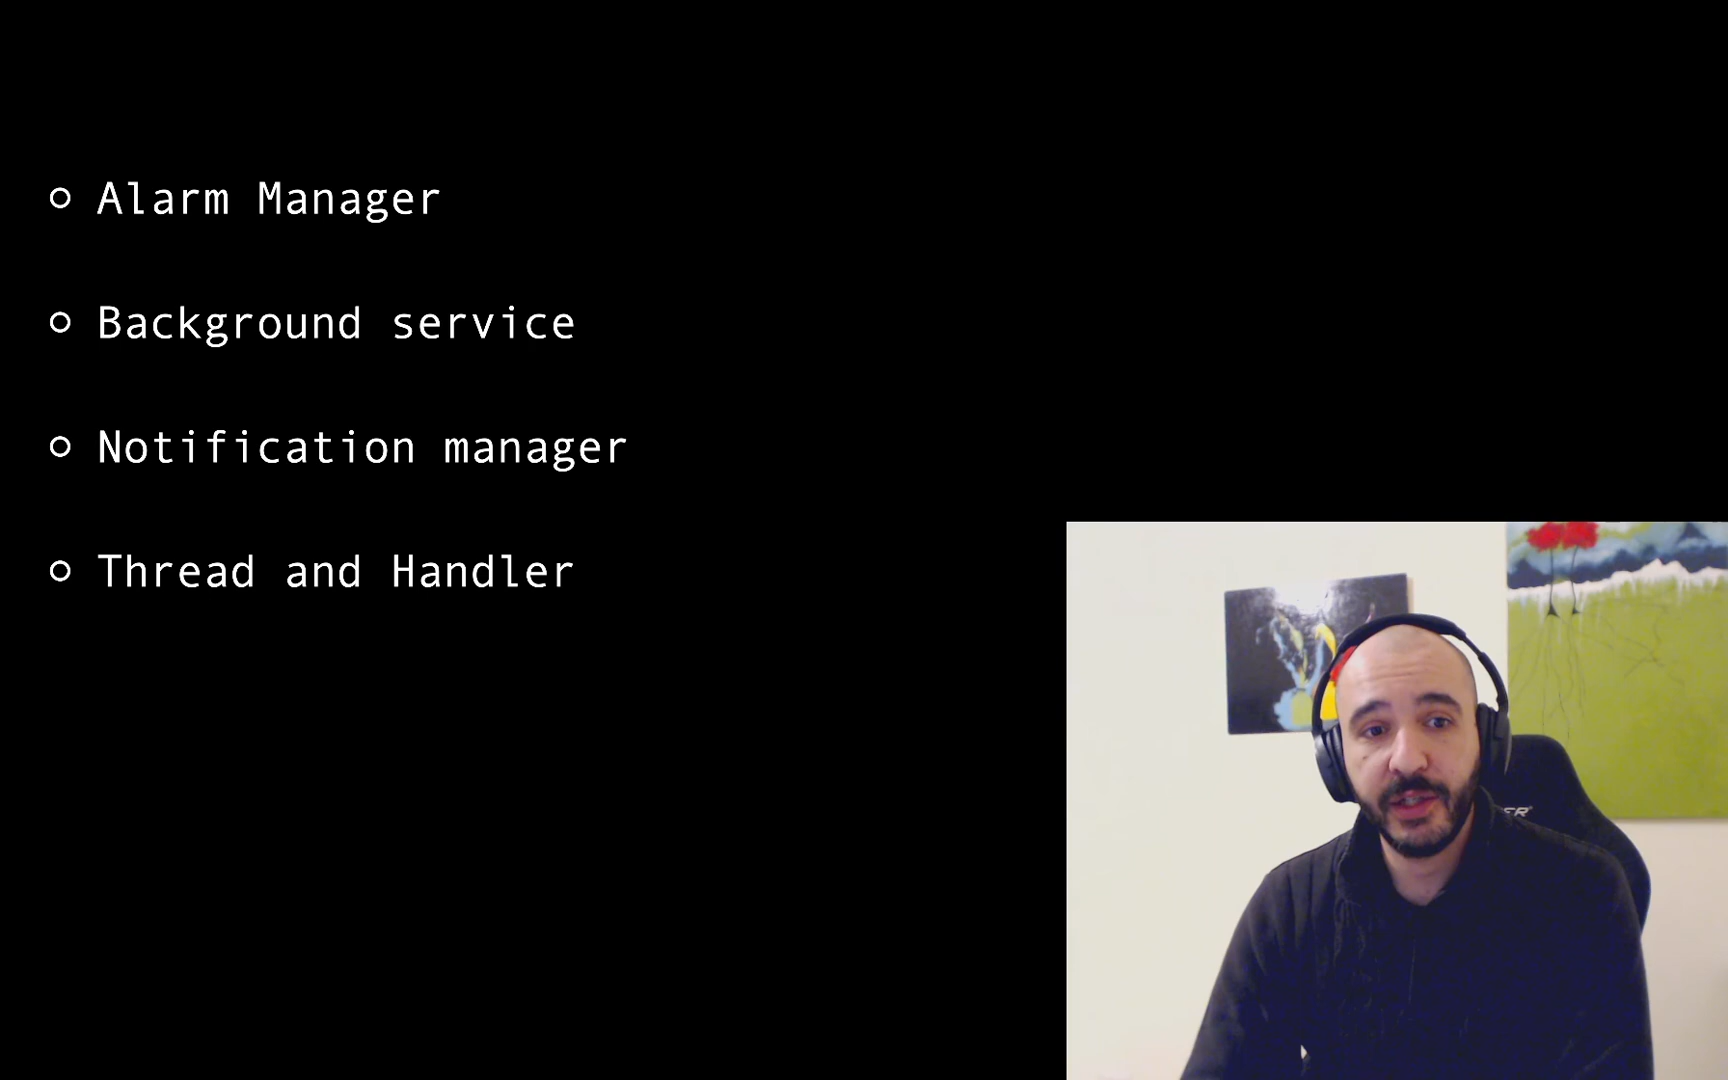 Alarm Manager
Background service
Notification manager
Thread and Handler